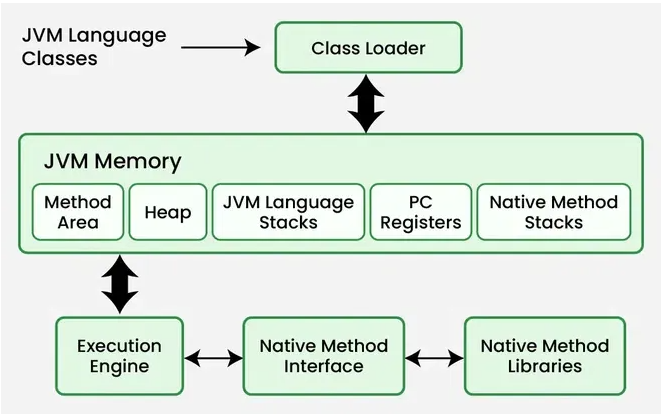 JVM Language
Classes
Class Loader
JVM Memory
Method
Area
Heap
JVM Language
Stacks
PC
Registers
Native Method
Stacks
Execution
Engine
Native Method
Interface
Native Method
Libraries